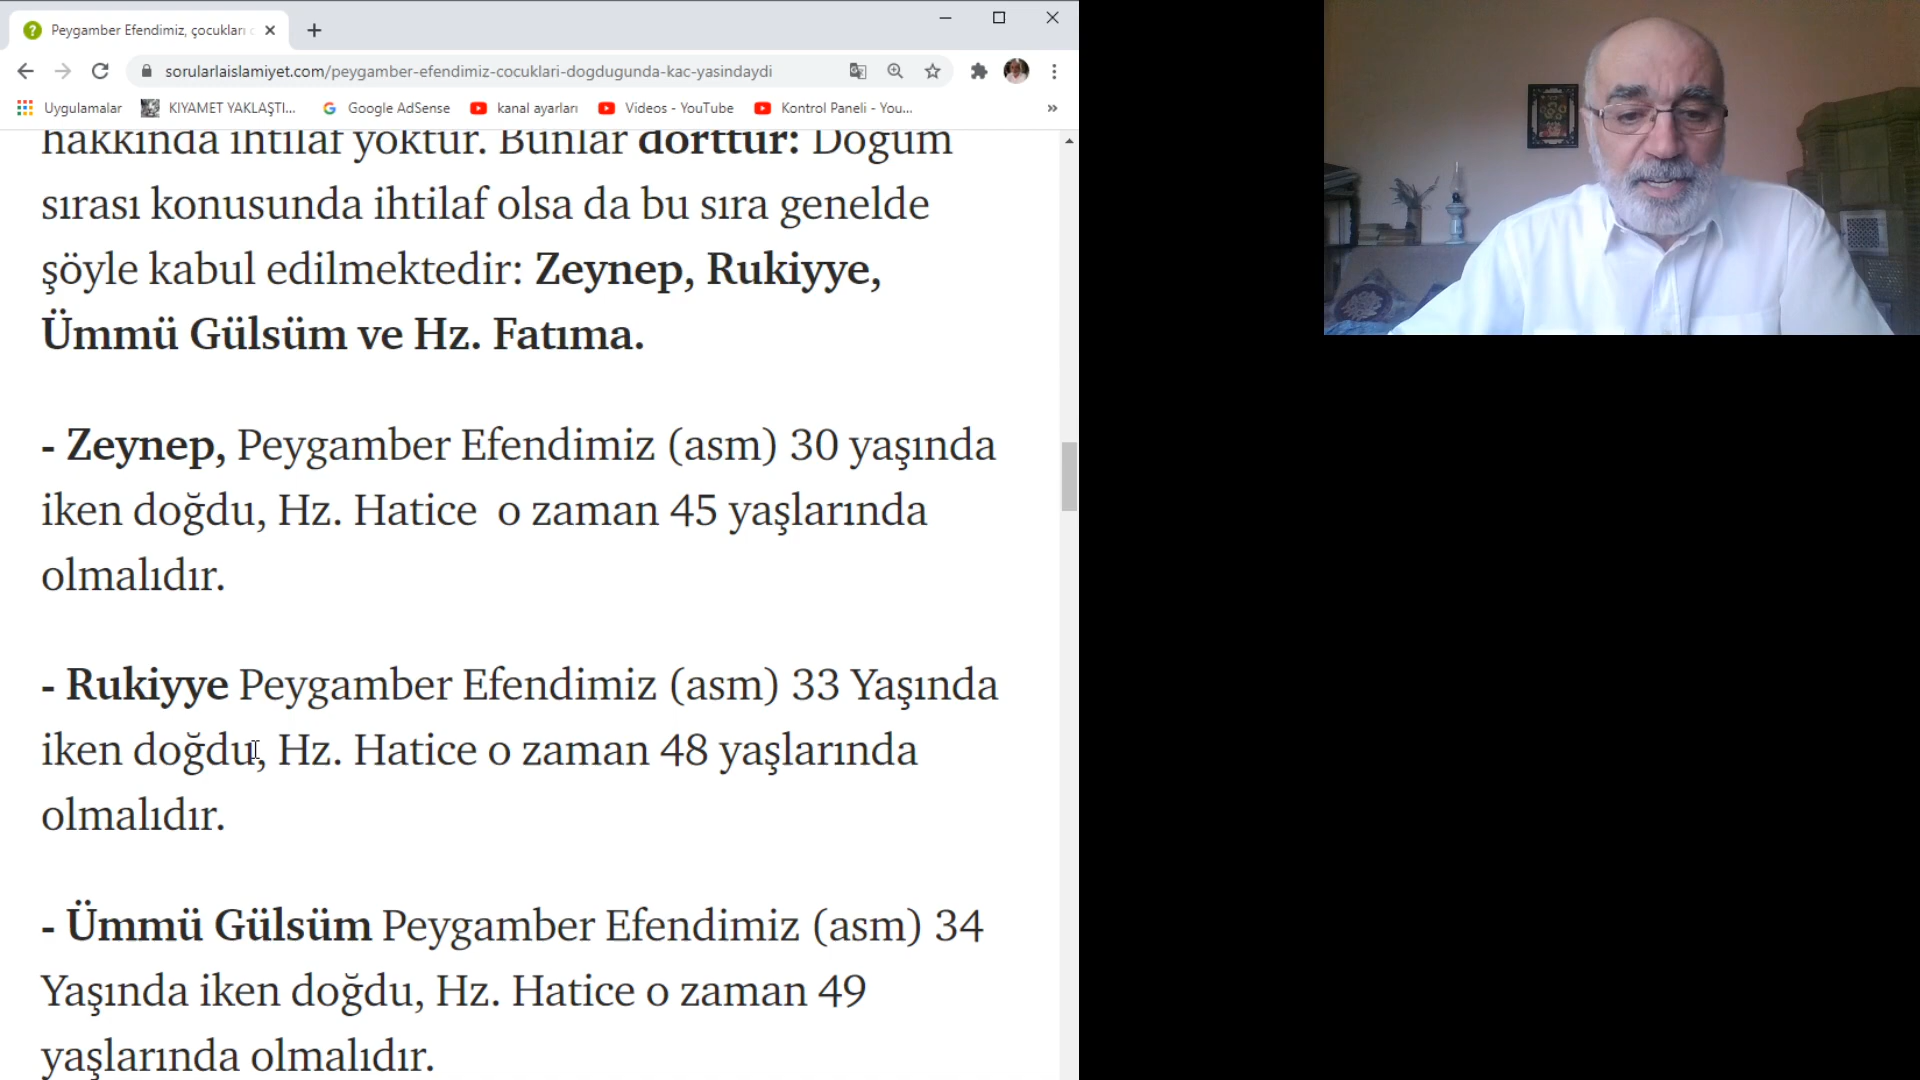 Peygamber Efendimiz, çocukları
sorularlaislamiyet.com/peygamber-efendimiz-cocuklari-dogdugunda-kac-yasindaydi
Uygulamalar KIYAMET YAKLAŞTI... Google AdSense kanal ayarları Videos - YouTube Kontrol Paneli - You... »
hakkında ihtilaf yoktur. Bunlar dörttür: Doğum
sırası konusunda ihtilaf olsa da bu sıra genelde
şöyle kabul edilmektedir: Zeynep, Rukiyye,
Ümmü Gülsüm ve Hz. Fatıma.
- Zeynep, Peygamber Efendimiz (asm) 30 yaşında
iken doğdu, Hz. Hatice o zaman 45 yaşlarında
olmalıdır.
- Rukiyye Peygamber Efendimiz (asm) 33 Yaşında
iken doğdu, Hz. Hatice o zaman 48 yaşlarında
olmalıdır.
- Ümmü Gülsüm Peygamber Efendimiz (asm) 34
Yaşında iken doğdu, Hz. Hatice o zaman 49
yaşlarında olmalıdır.